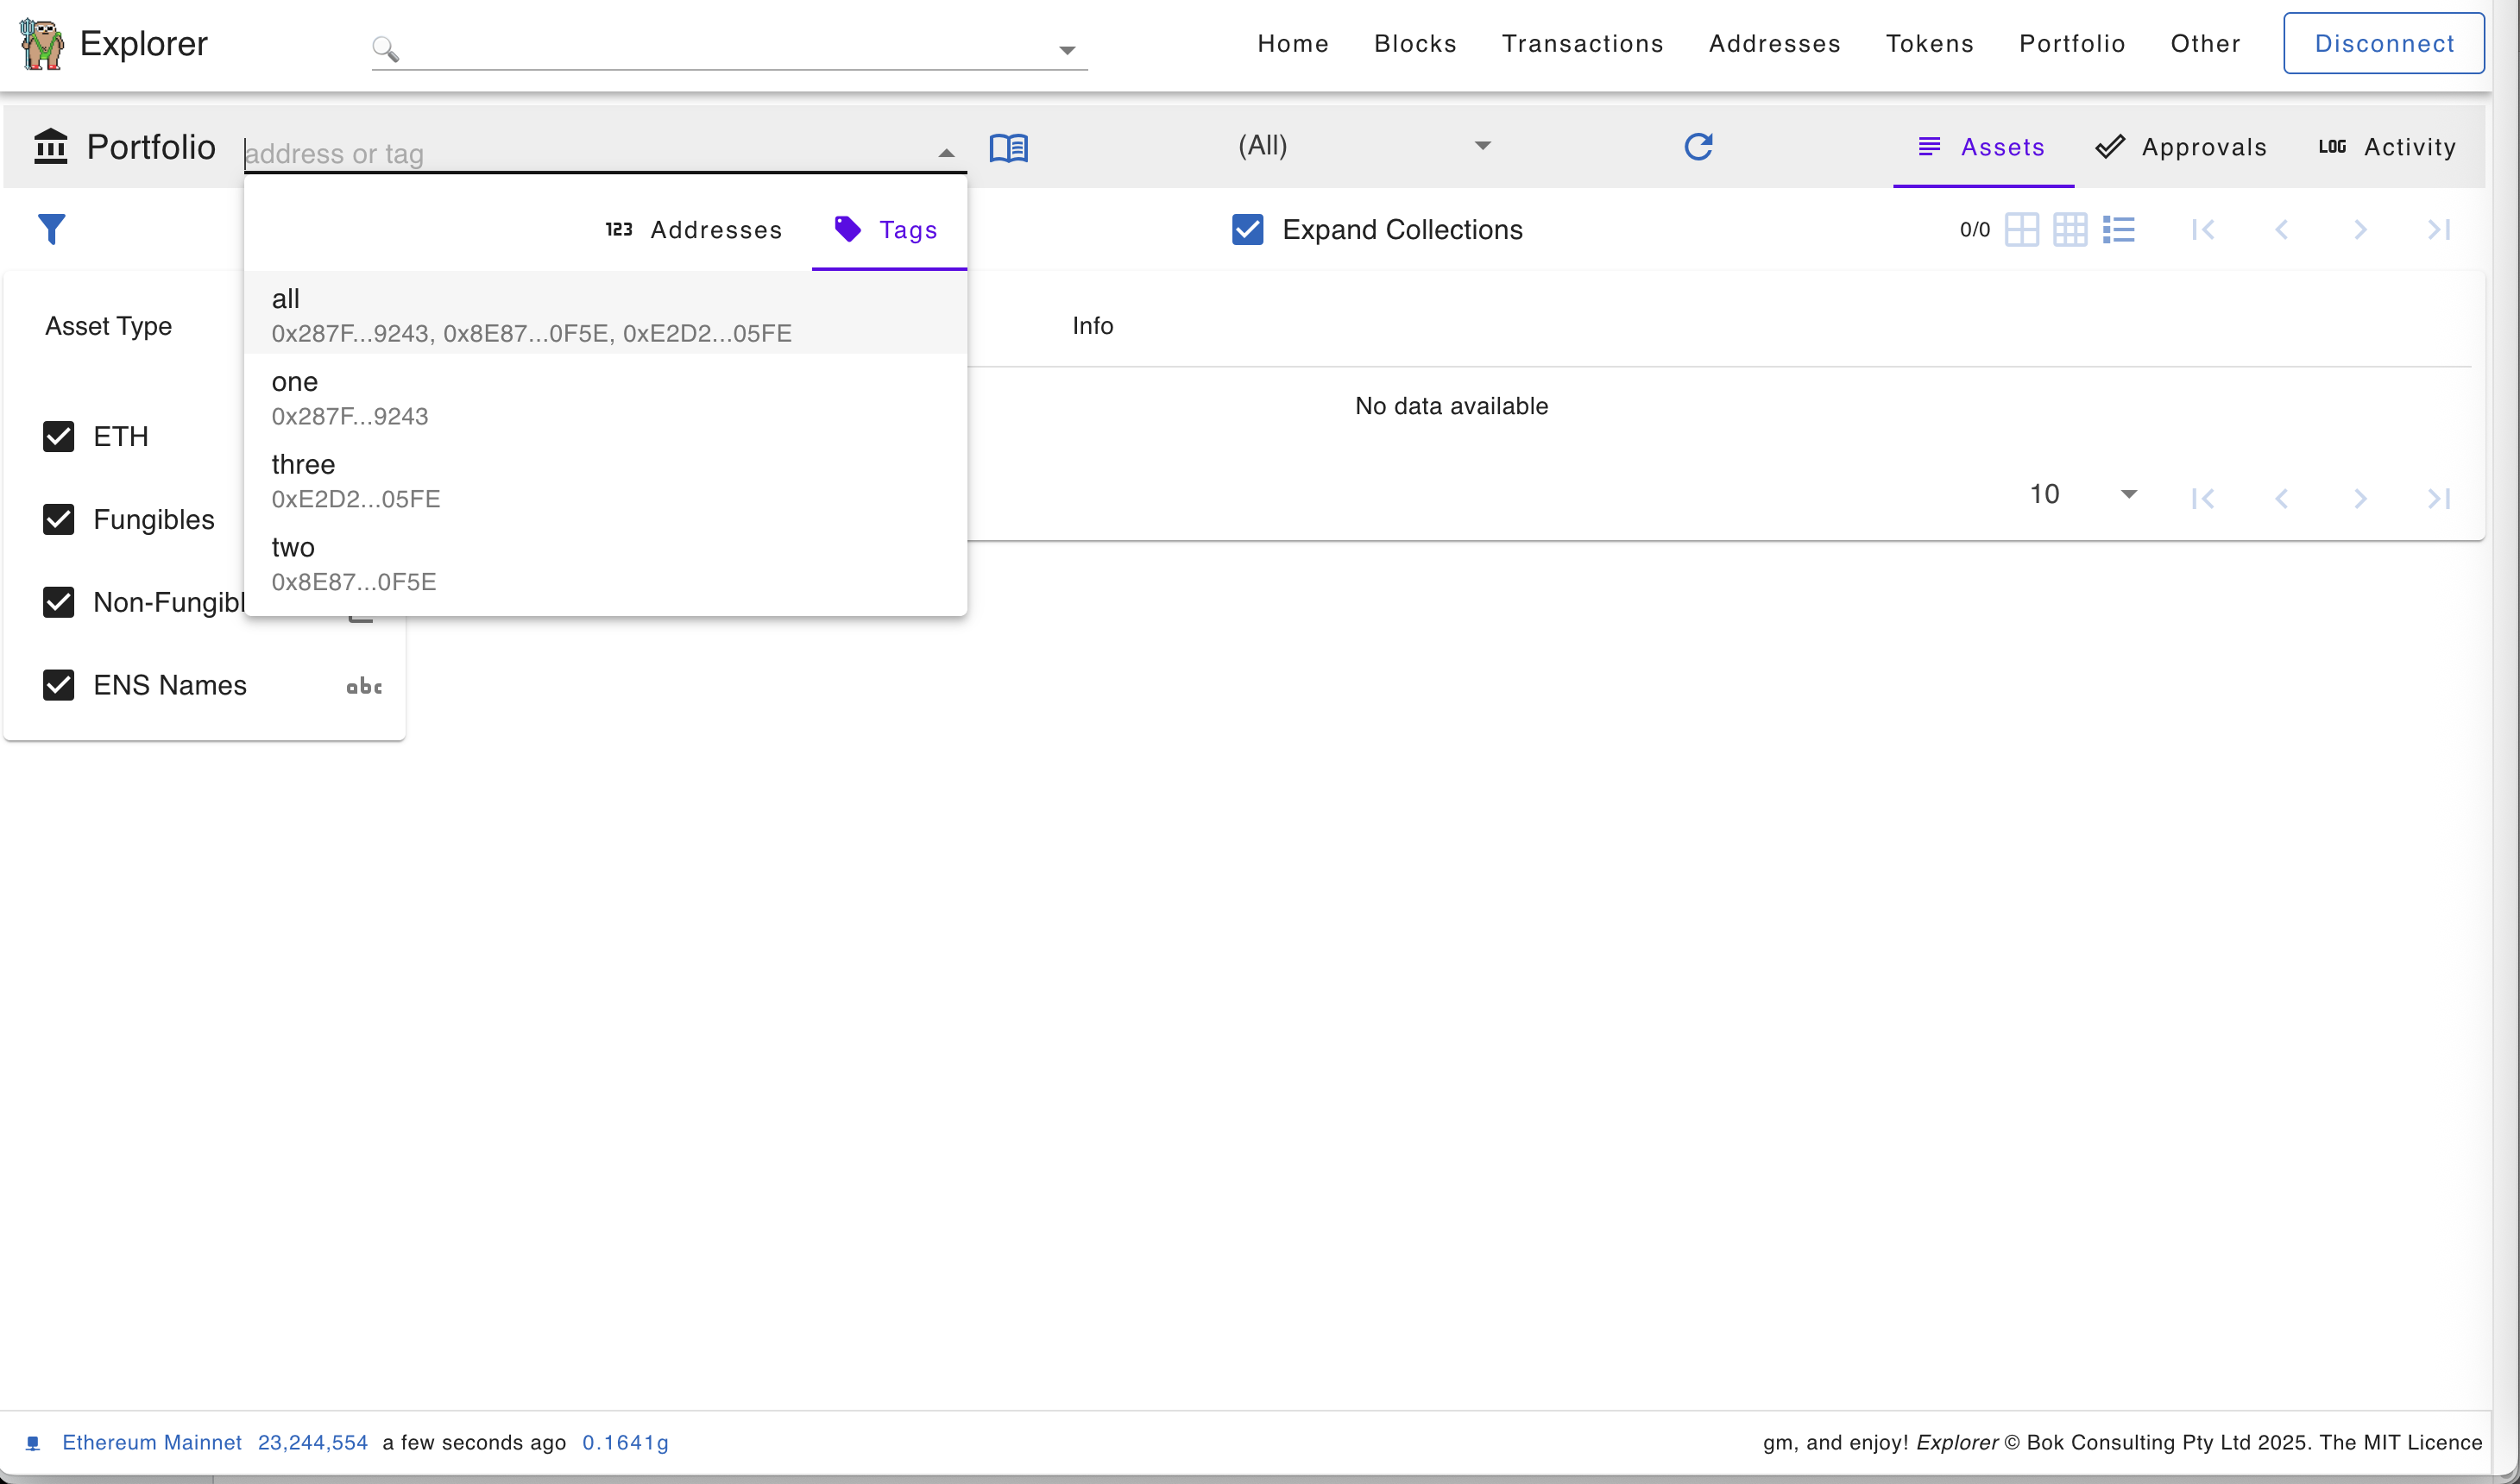 Explorer
Home Blocks Transactions Addresses Tokens Portfolio Other Disconnect
Portfolio address or tag (All) Assets Approvals LOG Activity
123 Addresses Tags
Expand Collections 0/0
all
0x287F...9243, 0x8E87...0F5E, 0xE2D2...05FE
one
0x287F...9243
three
0xE2D2...05FE
two
0x8E87...0F5E
Asset Type
ETH
Fungibles
Non-Fungibl
ENS Names abc
Info
No data available
10
Ethereum Mainnet 23,244,554 a few seconds ago 0.1641g
gm, and enjoy! Explorer © Bok Consulting Pty Ltd 2025. The MIT Licence